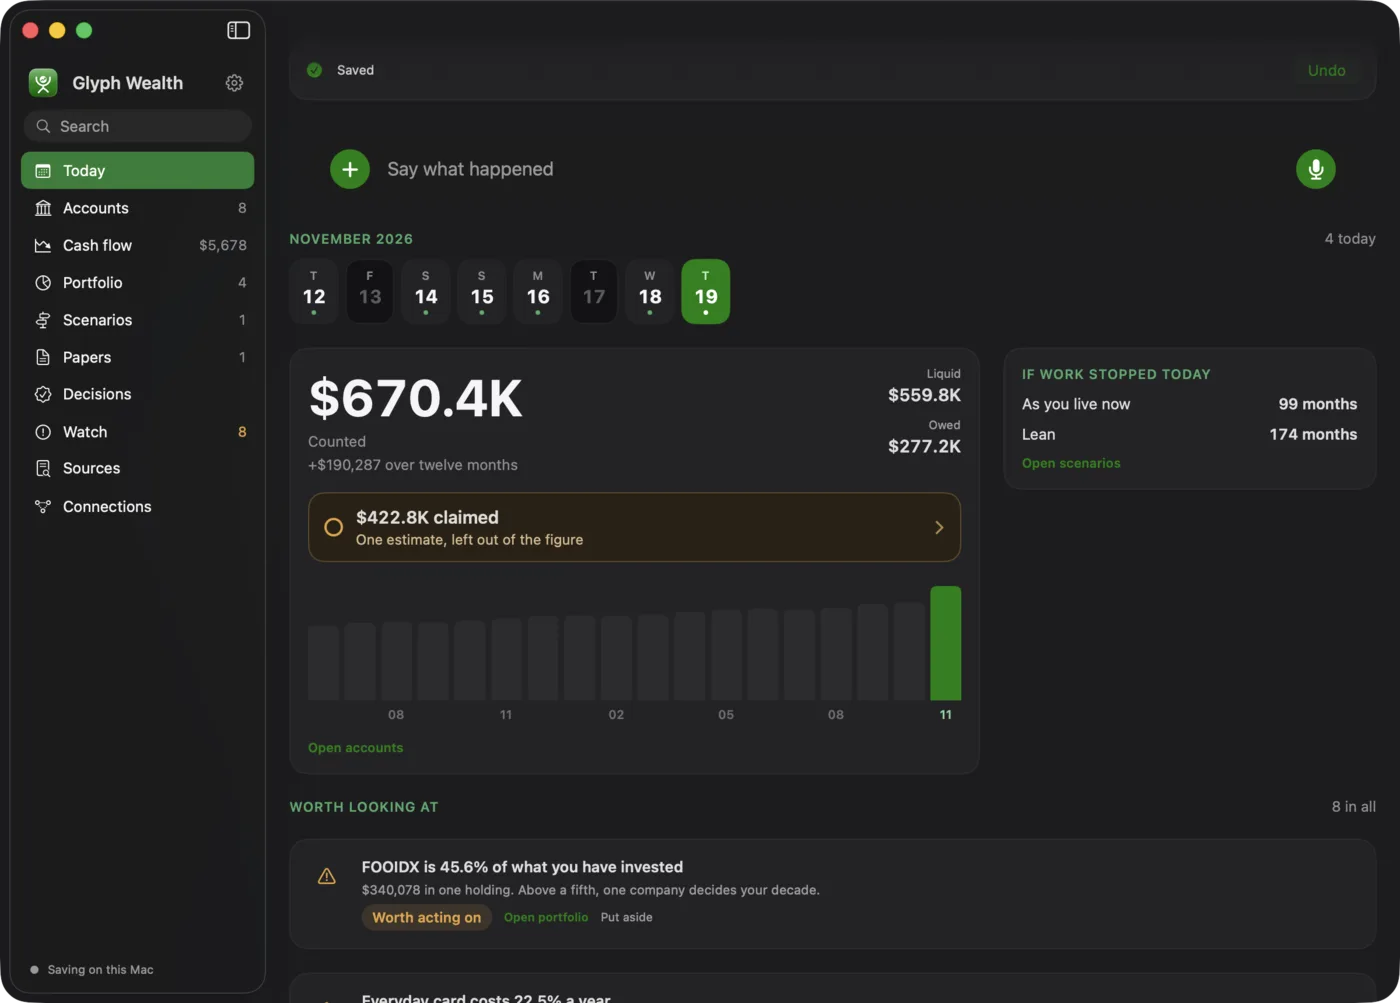 Glyph Wealth
Search
Today
Accounts 8
Cash flow $5,678
Portfolio 4
Scenarios 1
Papers 1
Decisions
Watch 8
Sources
Connections
Saving on this Mac
Saved Undo
Say what happened
NOVEMBER 2026 4 today
T F S S M T W T
12 13 14 15 16 17 18 19
$670.4K
Counted
+$190,287 over twelve months
Liquid
$559.8K
Owed
$277.2K
$422.8K claimed
One estimate, left out of the figure
08 11 02 05 08 11
Open accounts
IF WORK STOPPED TODAY
As you live now 99 months
Lean 174 months
Open scenarios
WORTH LOOKING AT 8 in all
FOOIDX is 45.6% of what you have invested
$340,078 in one holding. Above a fifth, one company decides your decade.
Worth acting on Open portfolio Put aside
Everyday card costs 22.5% a year